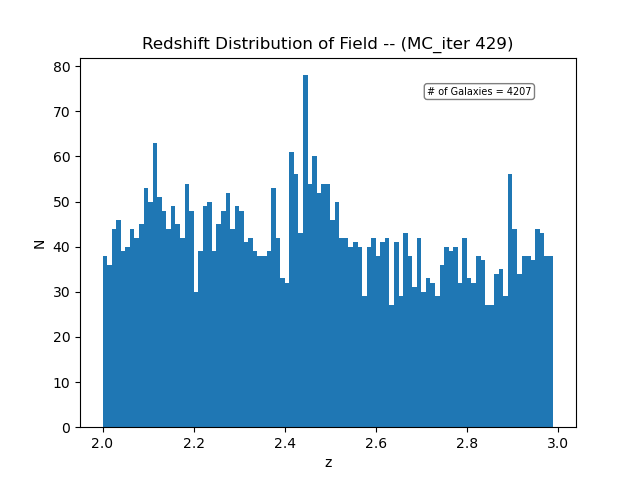 Redshift Distribution of Field -- (MC_iter 429)
80
# of Galaxies = 4207
70
60
50
N
40
30
20
10
0
2.0 2.2 2.4 2.6 2.8 3.0
z